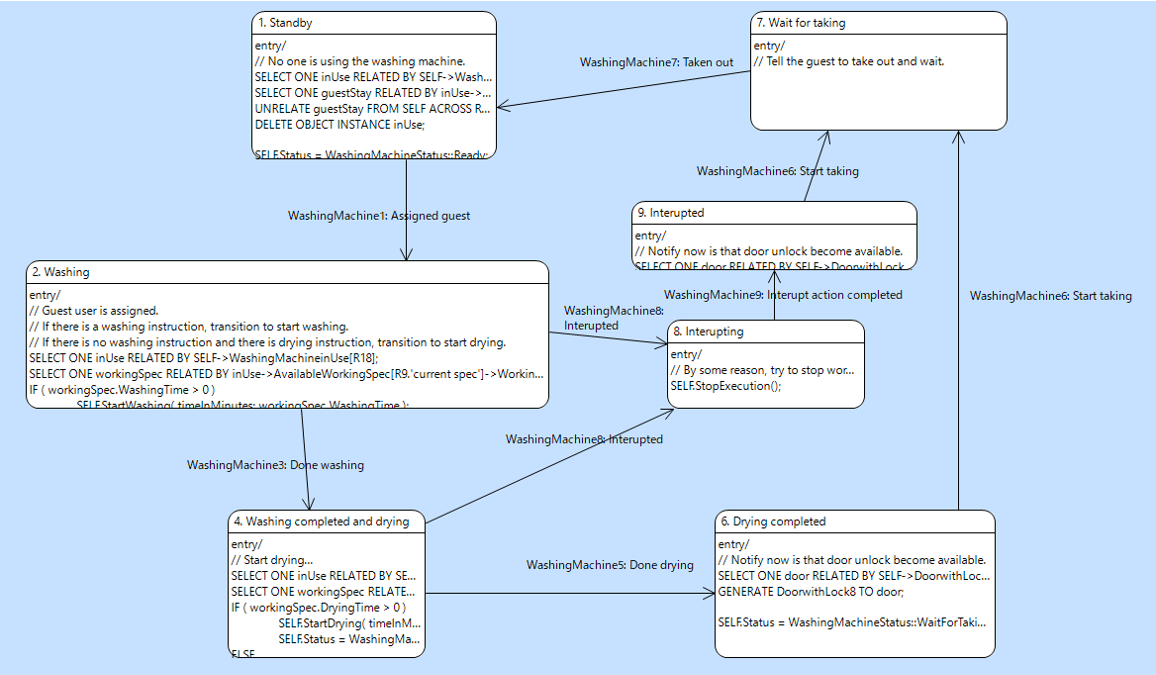 1. Standby
entry/
// No one is using the washing machine.
SELECT ONE inUse RELATED BY SELF->Wash...
SELECT ONE guestStay RELATED BY inUse->...
UNRELATE guestStay FROM SELF ACROSS R...
DELETE OBJECT INSTANCE inUse;
SELF.Status = WashingMachineStatus::Ready;
WashingMachine7: Taken out
7. Wait for taking
entry/
// Tell the guest to take out and wait.
WashingMachine1: Assigned guest
WashingMachine6: Start taking
9. Interupted
entry/
// Notify now is that door unlock become available.
SELECT ONE door RELATED BY SELF->DoorwithLock...
2. Washing
entry/
// Guest user is assigned.
// If there is a washing instruction, transition to start washing.
// If there is no washing instruction and there is drying instruction, transition to start drying.
SELECT ONE inUse RELATED BY SELF->WashingMachineinUse[R18];
SELECT ONE workingSpec RELATED BY inUse->AvailableWorkingSpec[R9.'current spec']->Workin...
IF ( workingSpec.WashingTime > 0 )
SELF.StartWashing( timeInMinutes: workingSpec.WashingTime );
WashingMachine8:
Interupted
WashingMachine9: Interupt action completed
WashingMachine6: Start taking
8. Interupting
entry/
// By some reason, try to stop wor...
SELF.StopExecution();
WashingMachine8: Interupted
WashingMachine3: Done washing
4. Washing completed and drying
entry/
// Start drying...
SELECT ONE inUse RELATED BY SE...
SELECT ONE workingSpec RELATE...
IF ( workingSpec.DryingTime > 0 )
SELF.StartDrying( timeInM...
SELF.Status = WashingMa...
ELSE
WashingMachine5: Done drying
6. Drying completed
entry/
// Notify now is that door unlock become available.
SELECT ONE door RELATED BY SELF->DoorwithLoc...
GENERATE DoorwithLock8 TO door;
SELF.Status = WashingMachineStatus::WaitForTaki...